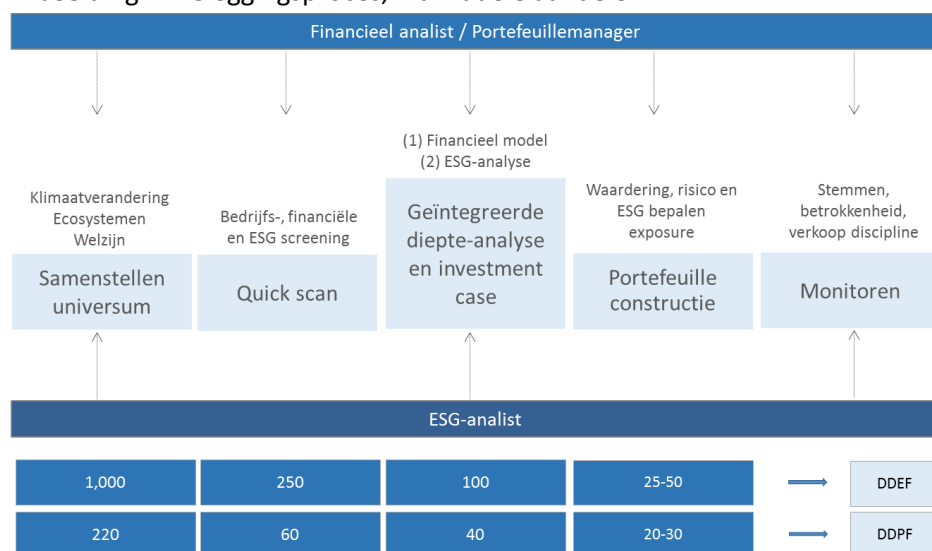 Financieel analist / Portefeuillemanager
(1) Financieel model
(2) ESG-analyse
Klimaatverandering
Ecosystemen
Welzijn
Bedrijfs-, financiële
en ESG screening
Waardering, risico en
ESG bepalen
exposure
Stemmen,
betrokkenheid,
verkoop discipline
Samenstellen
universum
Quick scan
Geïntegreerde
diepte-analyse
en investment
case
Portefeuille
constructie
Monitoren
ESG-analist
1,000
250
100
25-50
DDEF
220
60
40
20-30
DDPF